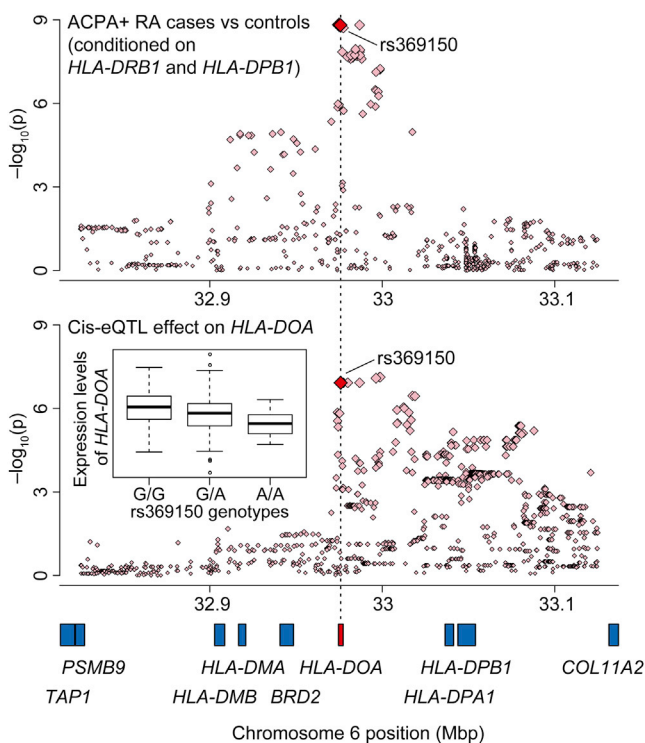 9
ACPA+ RA cases vs controls
(conditioned on
HLA-DRB1 and HLA-DPB1)
rs369150
6
3
0
–log10(p)
32.9
33
33.1
9
Cis-eQTL effect on HLA-DOA
rs369150
6
3
0
–log10(p)
Expression levels
of HLA-DOA
G/G G/A A/A
rs369150 genotypes
32.9
33
33.1
PSMB9 HLA-DMA HLA-DOA HLA-DPB1 COL11A2
TAP1 HLA-DMB BRD2 HLA-DPA1
Chromosome 6 position (Mbp)